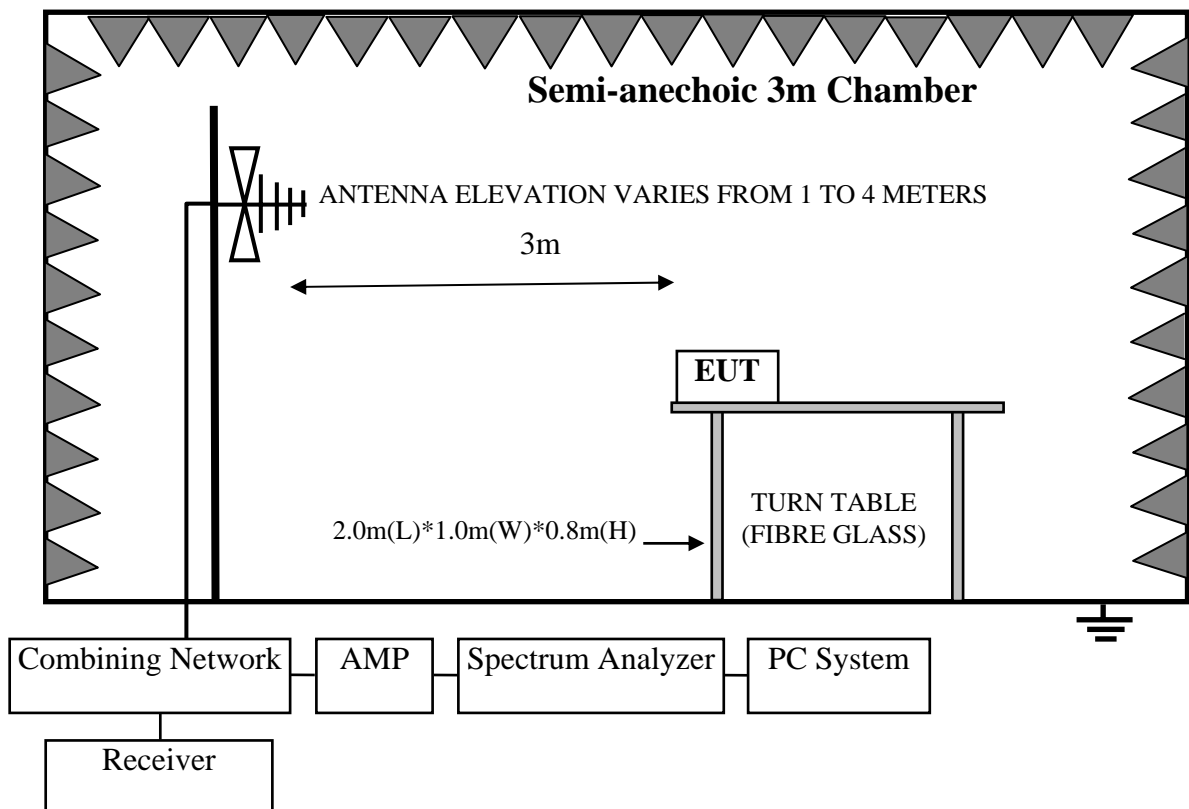 Semi-anechoic 3m Chamber
ANTENNA ELEVATION VARIES FROM 1 TO 4 METERS
3m
EUT
TURN TABLE
(FIBRE GLASS)
2.0m(L)*1.0m(W)*0.8m(H)
Combining Network
AMP
Spectrum Analyzer
PC System
Receiver